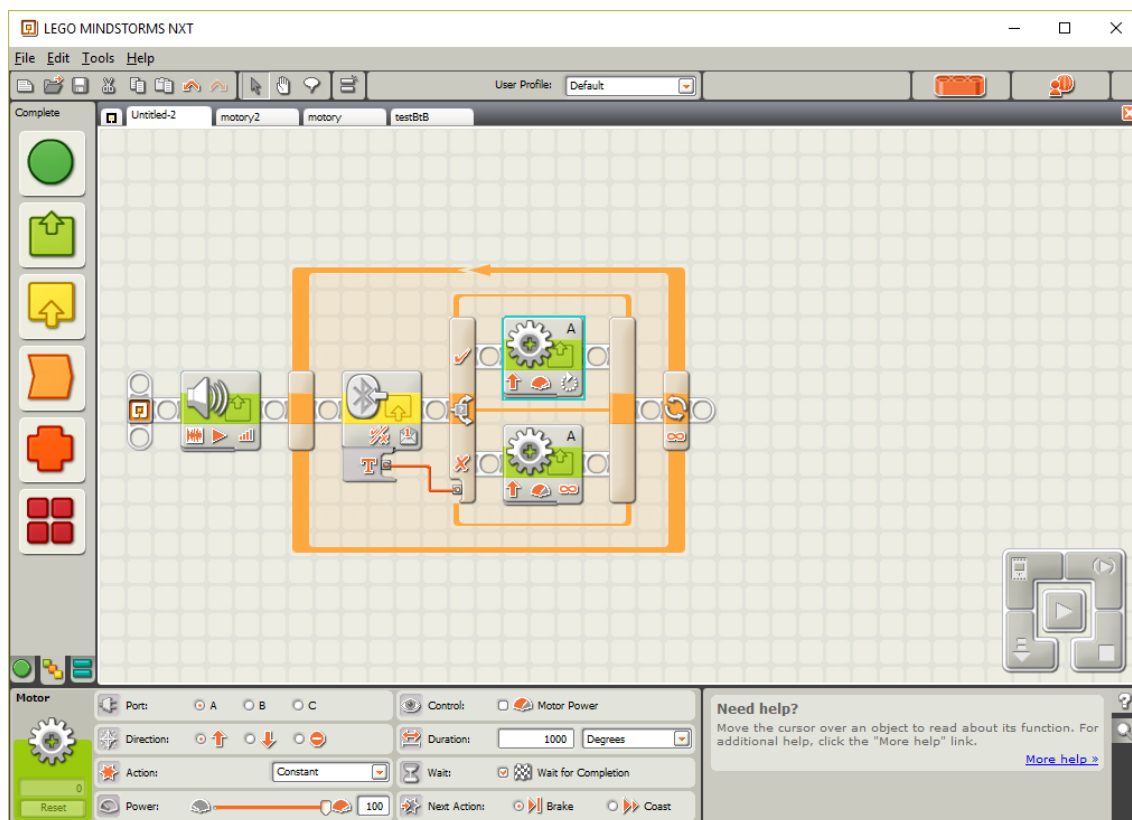 LEGO MINDSTORMS NXT
File Edit Tools Help
User Profile: Default
Complete
Untitled-2 motory2 motory testBtB
A
1
T
A
Motor
0
Reset
Port: A B C
Direction:
Action: Constant
Power: 100
Control: Motor Power
Duration: 1000 Degrees
Wait: Wait for Completion
Next Action: Brake Coast
Need help?
Move the cursor over an object to read about its function. For
additional help, click the "More help" link.
More help »
?